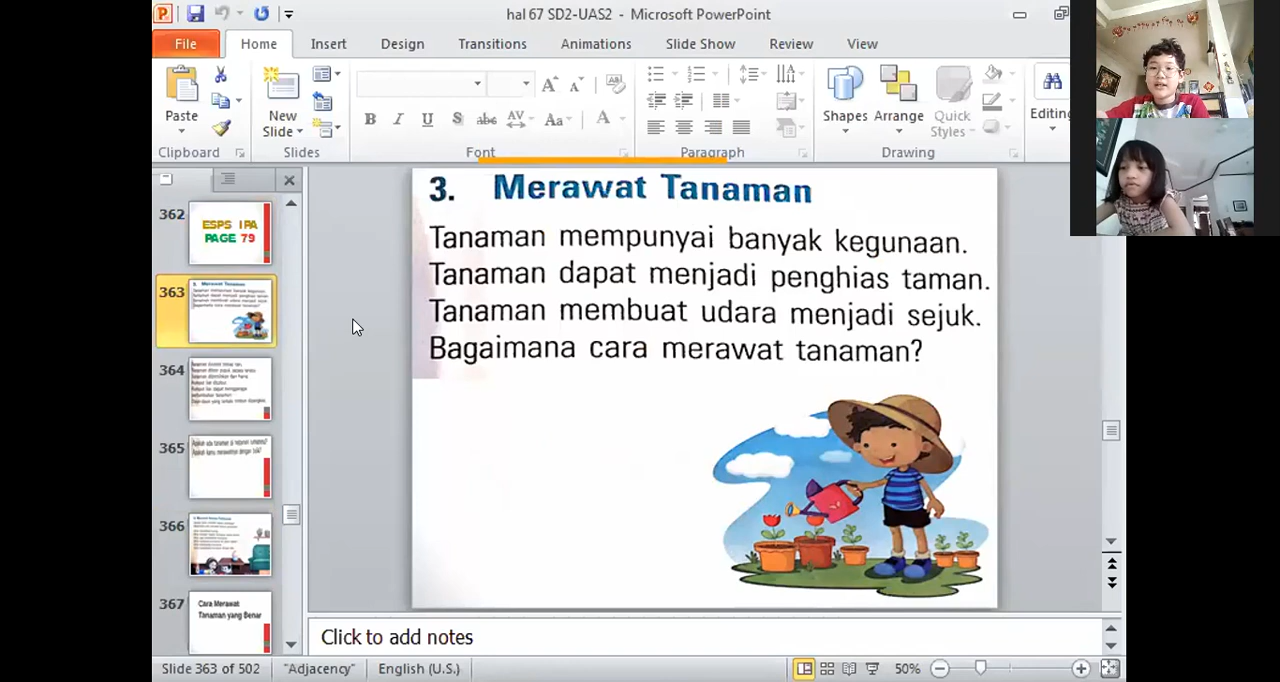 hal 67 SD2-UAS2 - Microsoft PowerPoint
File Home Insert Design Transitions Animations Slide Show Review View
Paste
New Slide
Shapes Arrange Quick Styles Editing
Clipboard Slides Font Paragraph Drawing
362
ESPS IPA
PAGE 79
363
364
365
366
367
Cara Merawat
Tanaman yang Benar
3. Merawat Tanaman
Tanaman mempunyai banyak kegunaan.
Tanaman dapat menjadi penghias taman.
Tanaman membuat udara menjadi sejuk.
Bagaimana cara merawat tanaman?
Click to add notes
Slide 363 of 502 "Adjacency" English (U.S.) 50%